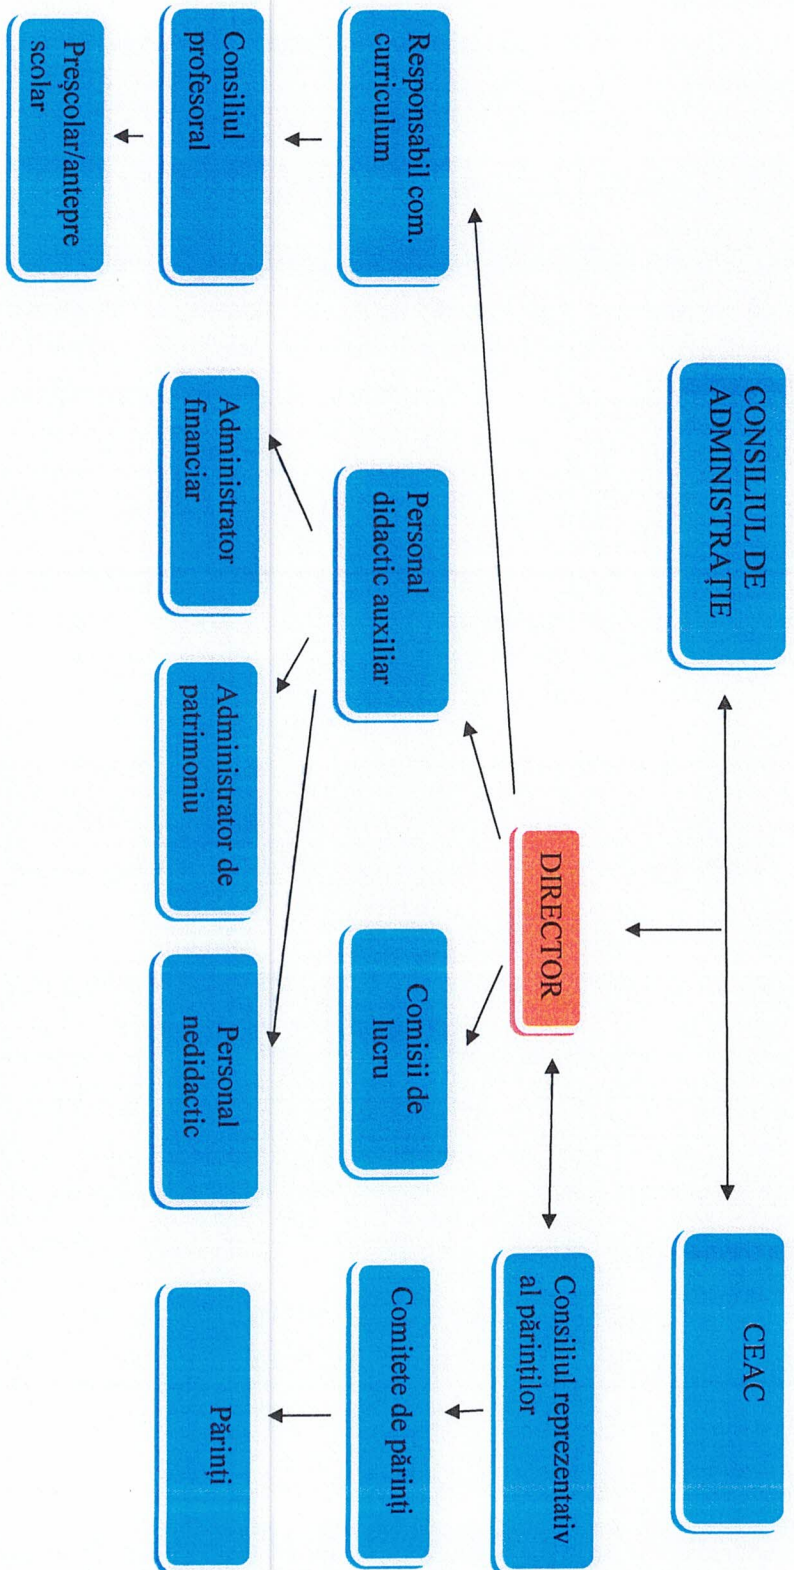 CONSILIUL DE
ADMINISTRAȚIE
CEAC
DIRECTOR
Consiliul reprezentativ
al părinților
Responsabil com.
curriculum
Personal
didactic auxiliar
Comisii de
lucru
Comitete de părinți
Consiliul
profesoral
Administrator
financiar
Administrator de
patrimoniu
Personal
nedidactic
Părinți
Preșcolar/antepre
scolar